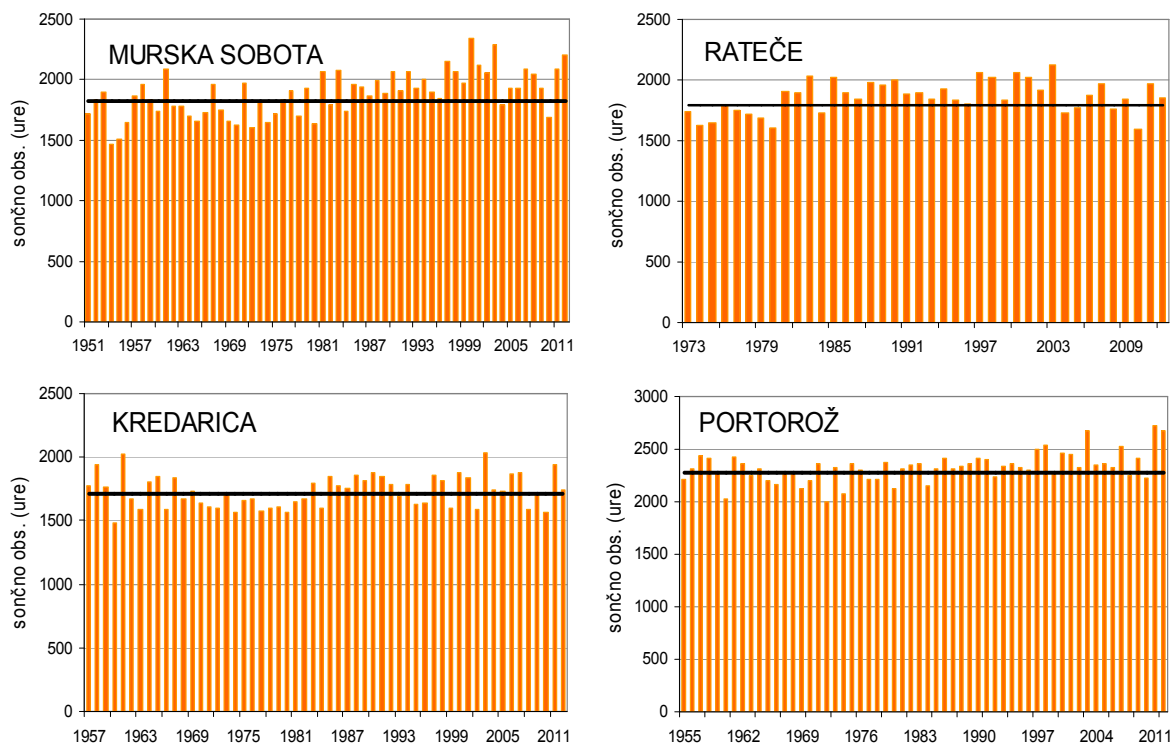 MURSKA SOBOTA
sončno obs. (ure)
2500
2000
1500
1000
500
0
1951 1957 1963 1969 1975 1981 1987 1993 1999 2005 2011
RATEČE
sončno obs. (ure)
2500
2000
1500
1000
500
0
1973 1979 1985 1991 1997 2003 2009
KREDARICA
sončno obs. (ure)
2500
2000
1500
1000
500
0
1957 1963 1969 1975 1981 1987 1993 1999 2005 2011
PORTOROŽ
sončno obs. (ure)
3000
2500
2000
1500
1000
500
0
1955 1962 1969 1976 1983 1990 1997 2004 2011